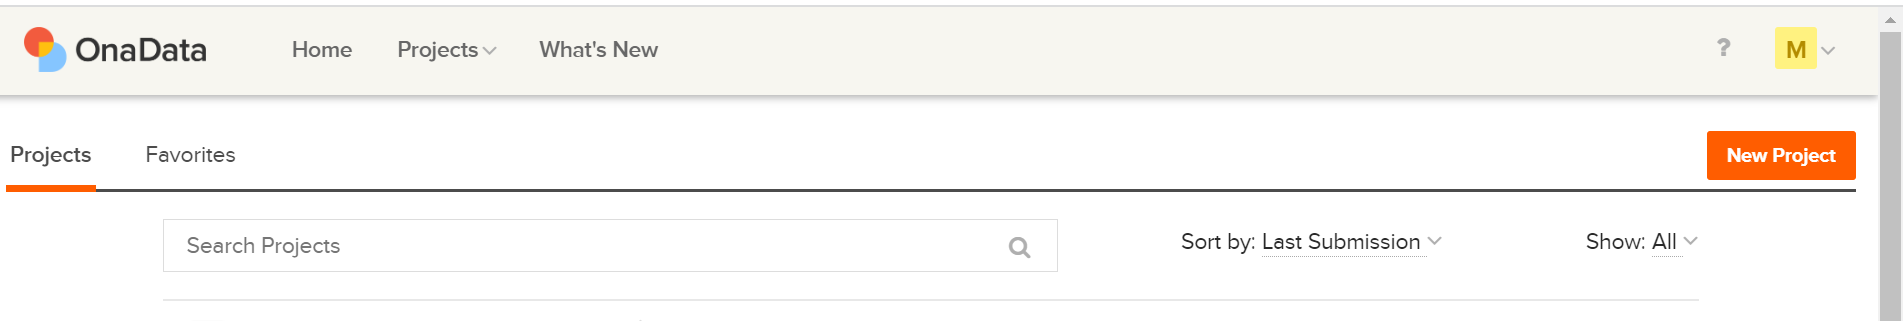 OnaData Home Projects What's New ? M
Projects Favorites New Project
Search Projects Sort by: Last Submission Show: All